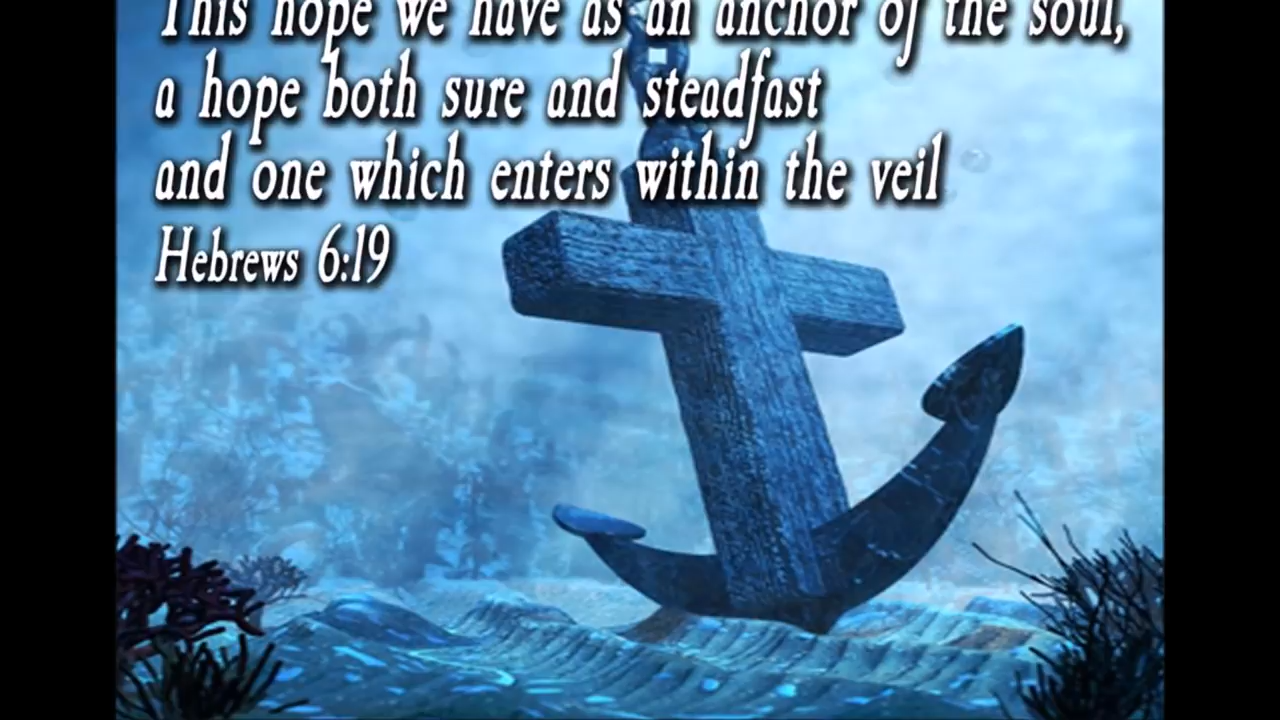 This hope we have as an anchor of the soul,
a hope both sure and steadfast
and one which enters within the veil
Hebrews 6:19